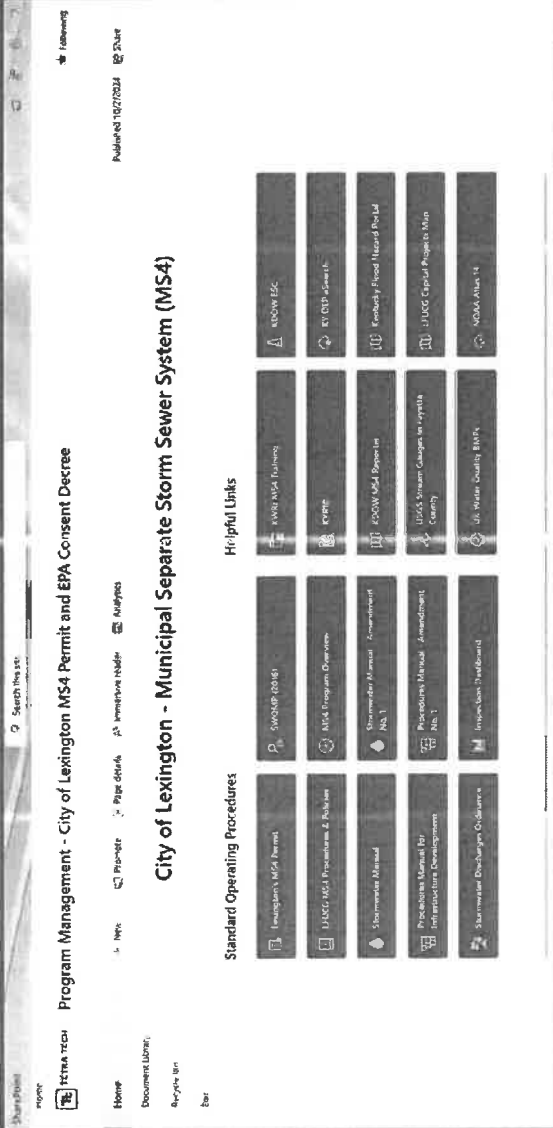 SharePoint
Search this site
Home
TETRA TECH Program Management - City of Lexington MS4 Permit and EPA Consent Decree
Following
Home
Document Library
Recycle Bin
Edit
+ New Promote Page details Immersive Reader Analytics
Published 10/2/2024 Share
City of Lexington - Municipal Separate Storm Sewer System (MS4)
Standard Operating Procedures
Lexington's MS4 Permit
SWQMP (2016)
LFUCG MS4 Procedures & Policies
MS4 Program Overview
Stormwater Manual
Stormwater Manual - Amendment No. 1
Procedures Manual For Infrastructure Development
Procedures Manual - Amendment No. 1
Stormwater Discharges Ordinance
Inspection Dashboard
Helpful Links
KWRI MS4 Training
KDOW ESC
KY DEP eSearch
KDOW MS4 Reporter
Kentucky Flood Hazard Portal
USGS Stream Gauges in Fayette County
LFUCG Capital Projects Map
UK Water Quality BMPs
NOAA Atlas 14